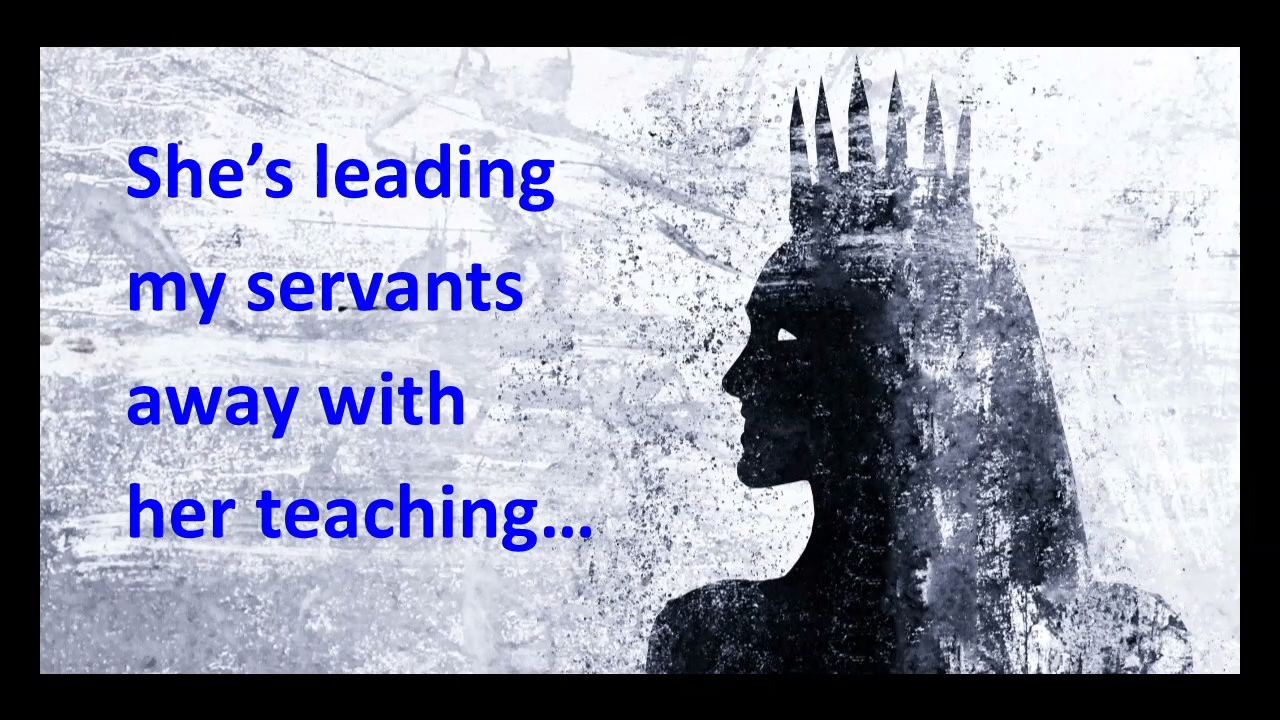 She’s leading
my servants
away with
her teaching…